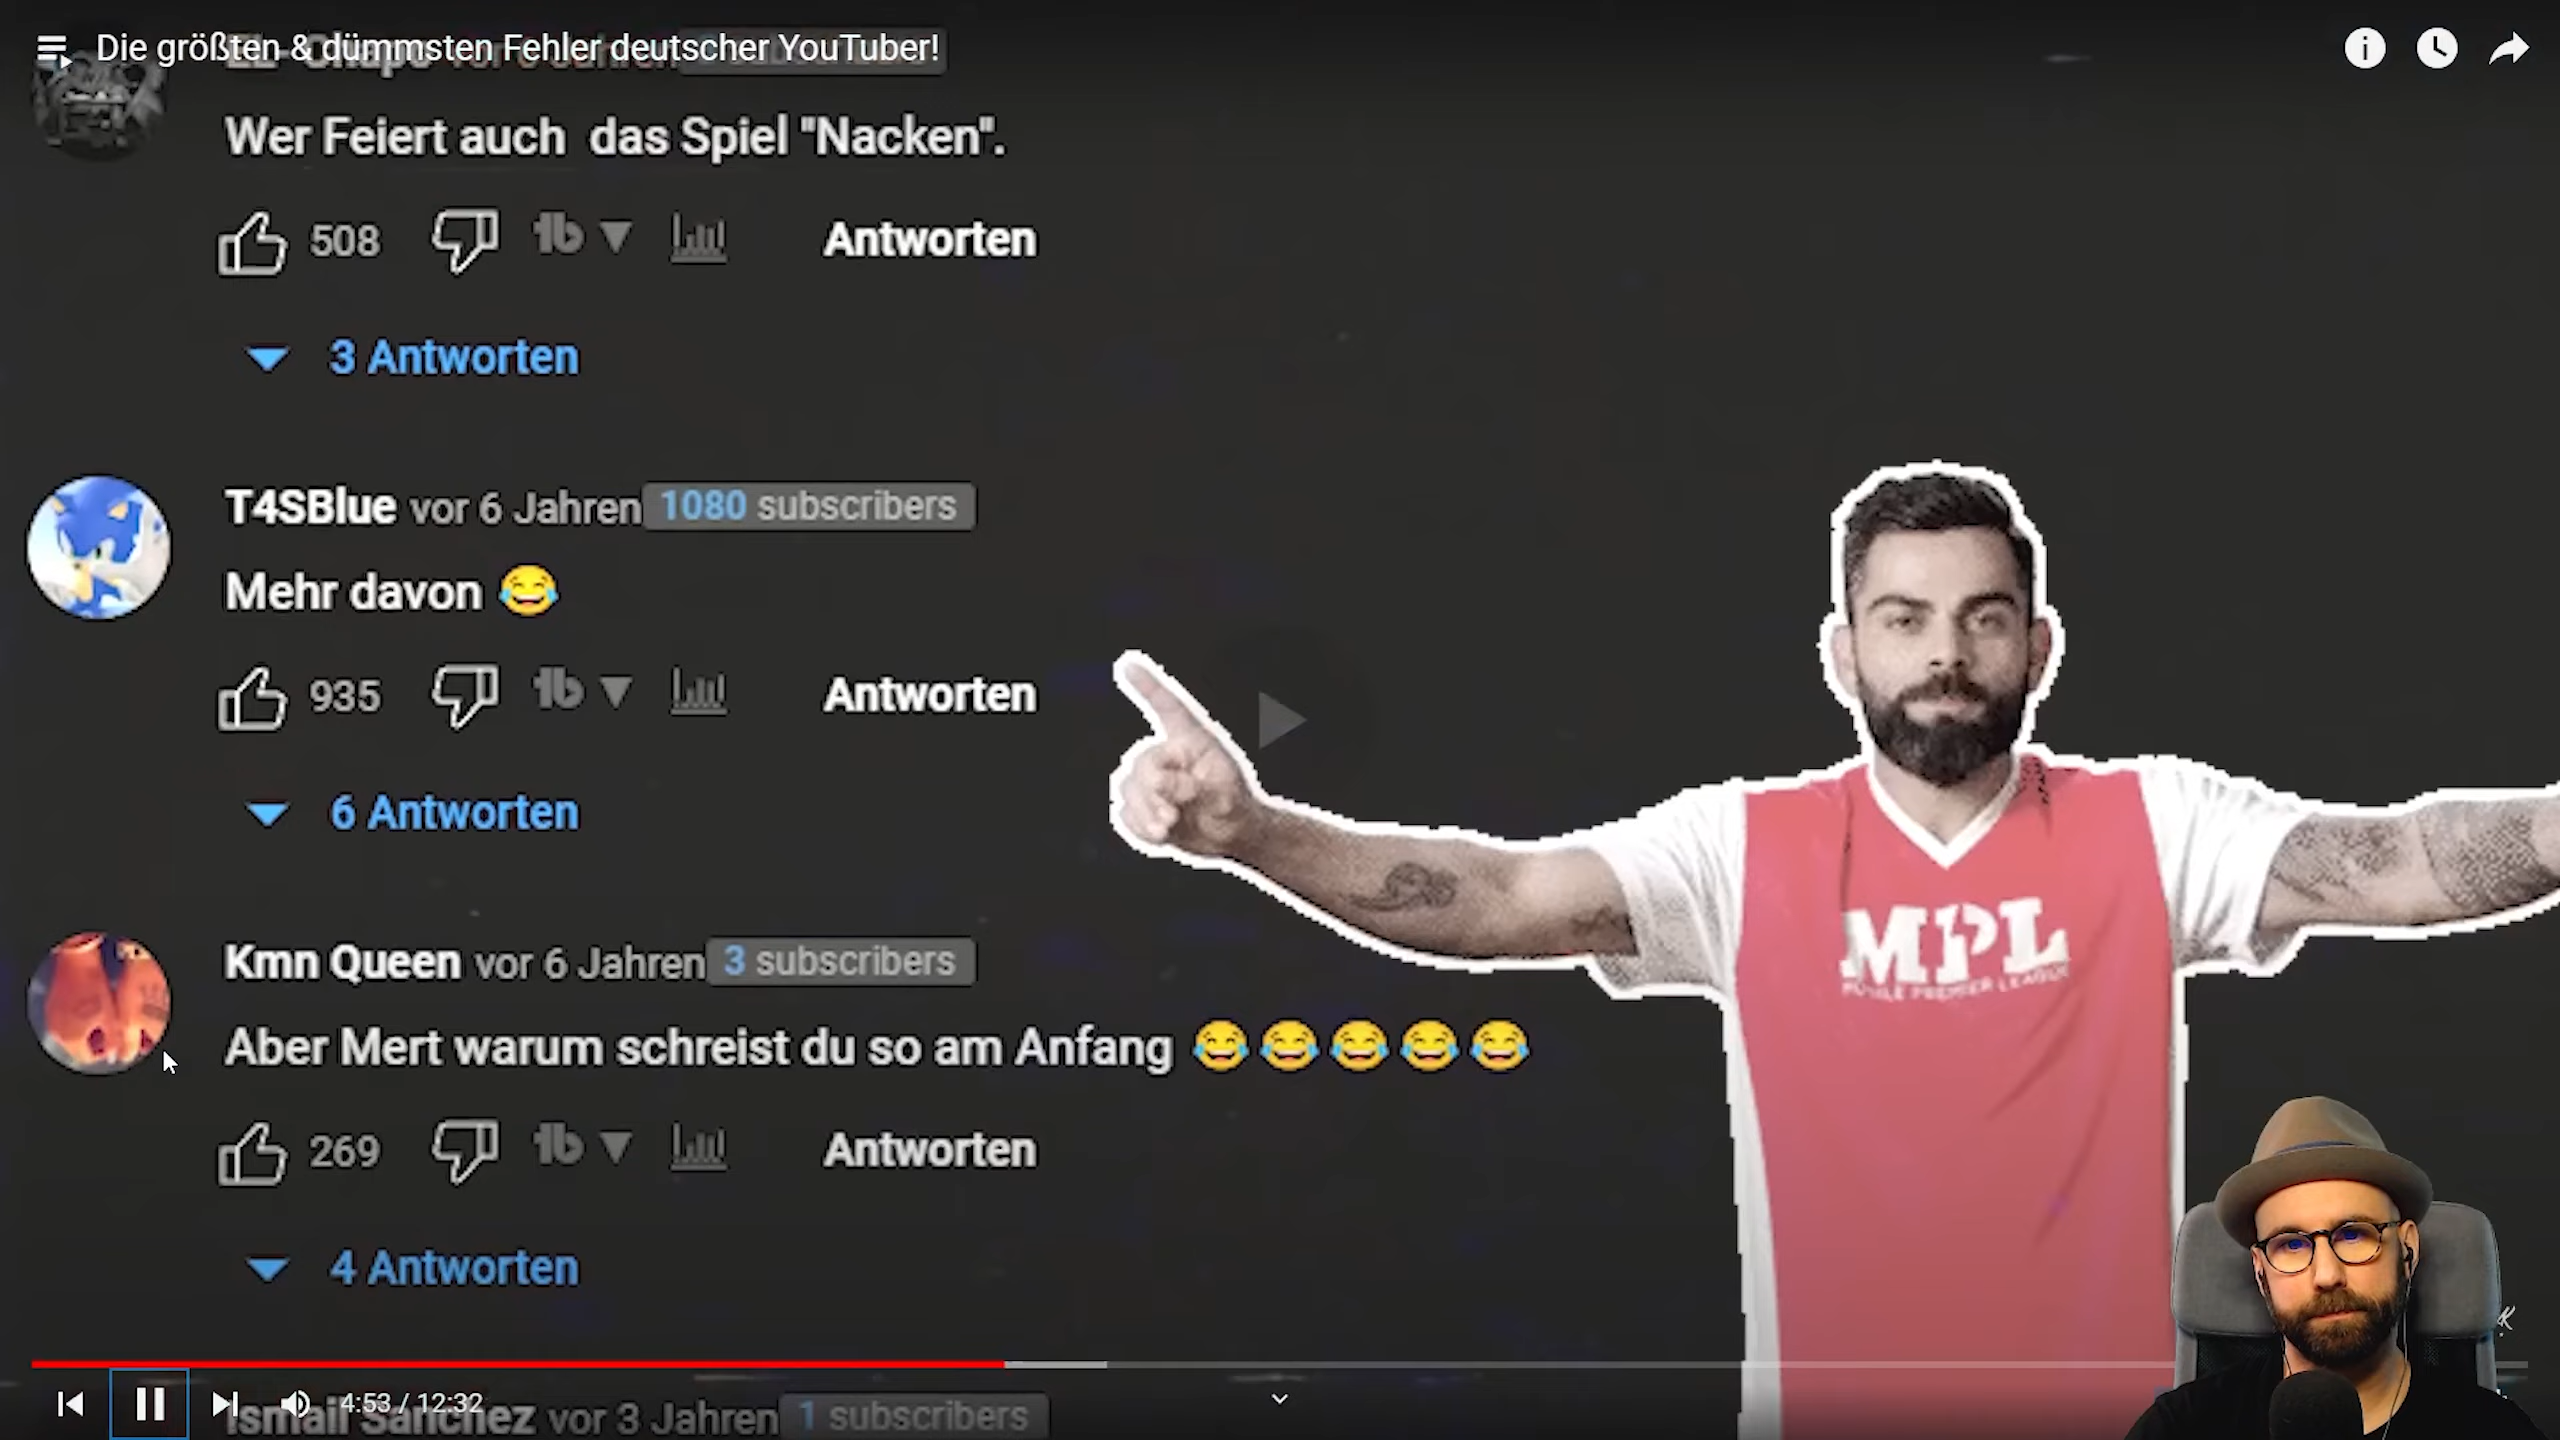 Die größten & dümmsten Fehler deutscher YouTuber!
Wer Feiert auch das Spiel "Nacken".
508 Antworten
3 Antworten
T4SBlue vor 6 Jahren 1080 subscribers
Mehr davon 😂
935 Antworten
6 Antworten
Kmn Queen vor 6 Jahren 3 subscribers
Aber Mert warum schreist du so am Anfang 😂😂😂😂😂
269 Antworten
4 Antworten
MPL
MOBILE PREMIER LEAGUE
4:53 / 12:32
Ismail Sanchez vor 3 Jahren 1 subscribers